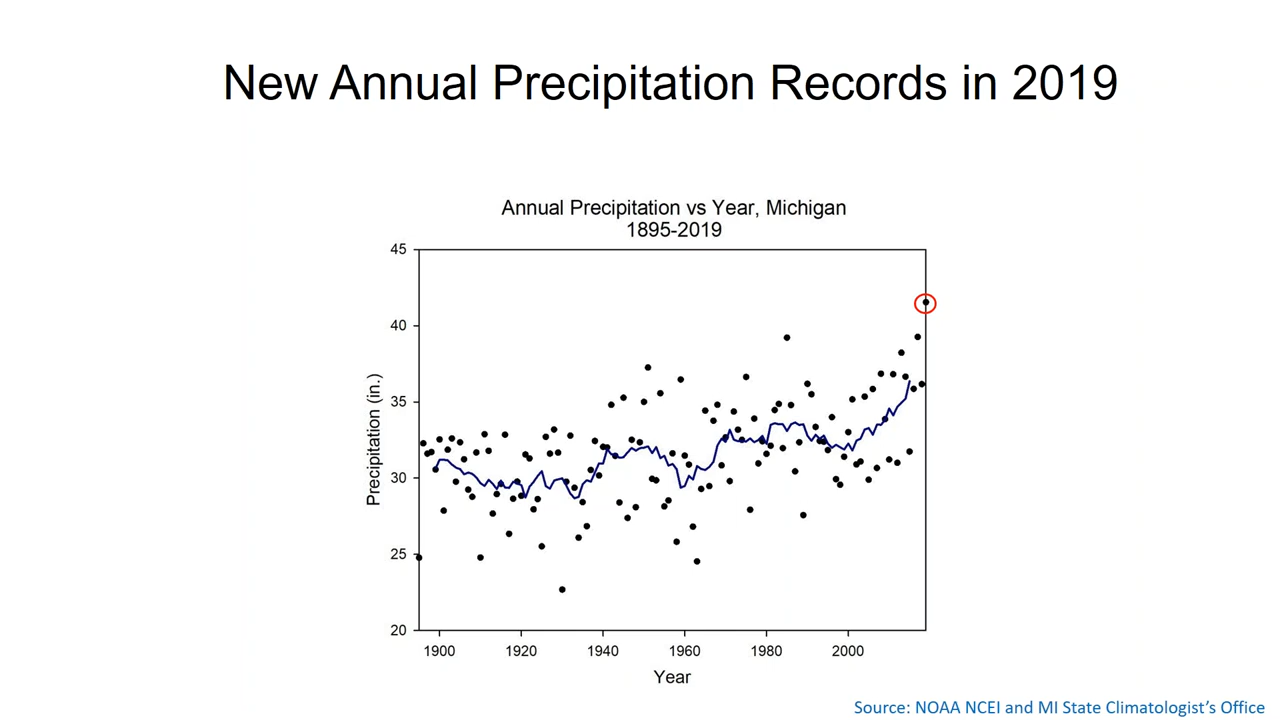 New Annual Precipitation Records in 2019
Annual Precipitation vs Year, Michigan
1895-2019
45
40
35
30
25
20
Precipitation (in.)
1900 1920 1940 1960 1980 2000
Year
Source: NOAA NCEI and MI State Climatologist's Office